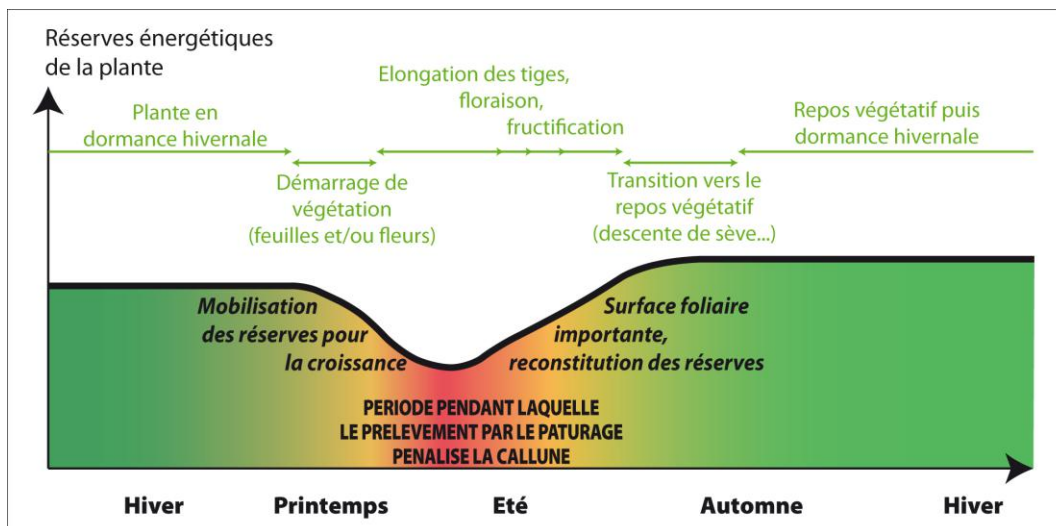 Réserves énergétiques
de la plante
Plante en
dormance hivernale
Démarrage de
végétation
(feuilles et/ou fleurs)
Elongation des tiges,
floraison,
fructification
Transition vers le
repos végétatif
(descente de sève...)
Repos végétatif puis
dormance hivernale
Mobilisation
des réserves pour
la croissance
Surface foliaire
importante,
reconstitution des réserves
PERIODE PENDANT LAQUELLE
LE PRELEVEMENT PAR LE PATURAGE
PENALISE LA CALLUNE
Hiver
Printemps
Eté
Automne
Hiver